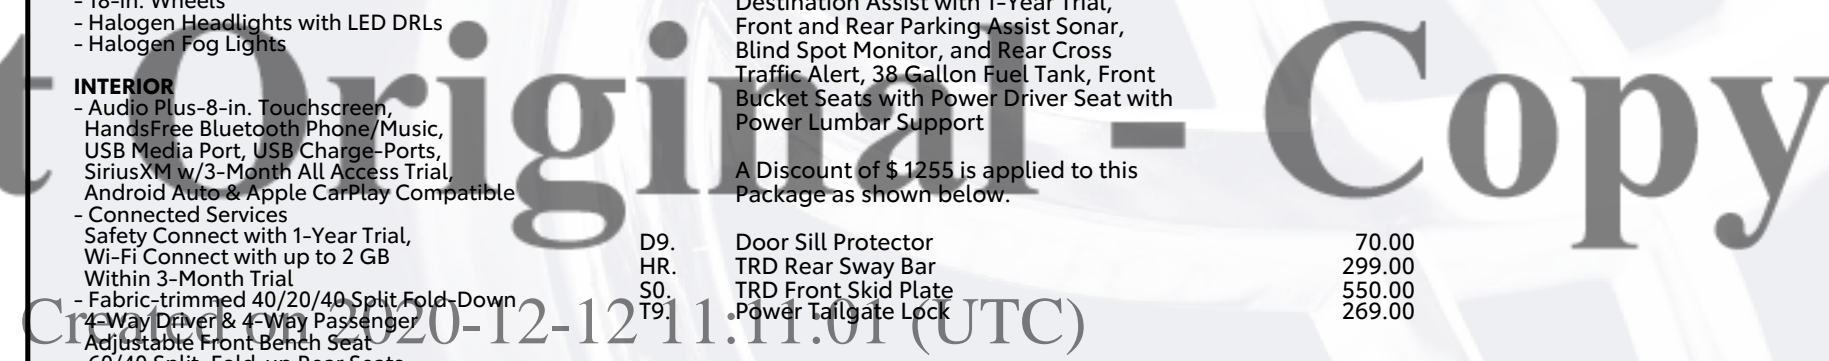 - 18-in. Wheels
- Halogen Headlights with LED DRLs
- Halogen Fog Lights
INTERIOR
- Audio Plus-8-in. Touchscreen,
HandsFree Bluetooth Phone/Music,
USB Media Port, USB Charge-Ports,
SiriusXM w/3-Month All Access Trial,
Android Auto & Apple CarPlay Compatible
- Connected Services
Safety Connect with 1-Year Trial,
Wi-Fi Connect with up to 2 GB
Within 3-Month Trial
- Fabric-trimmed 40/20/40 Split Fold-Down
4-Way Driver & 4-Way Passenger
Adjustable Front Bench Seat
- 60/40 Split, Fold-up Rear Seats
Destination Assist with 1-Year Trial,
Front and Rear Parking Assist Sonar,
Blind Spot Monitor, and Rear Cross
Traffic Alert, 38 Gallon Fuel Tank, Front
Bucket Seats with Power Driver Seat with
Power Lumbar Support
A Discount of $ 1255 is applied to this
Package as shown below.
D9. Door Sill Protector 70.00
HR. TRD Rear Sway Bar 299.00
S0. TRD Front Skid Plate 550.00
T9. Power Tailgate Lock 269.00
t Original - Copy
Created on 2020-12-12 11:11:01 (UTC)